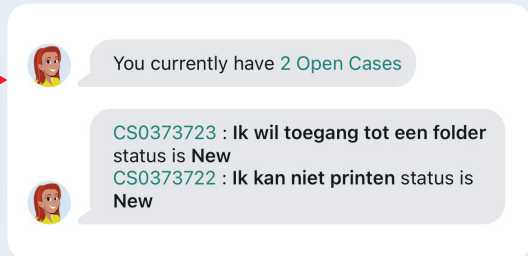 You currently have 2 Open Cases
CS0373723 : Ik wil toegang tot een folder
status is New
CS0373722 : Ik kan niet printen status is
New